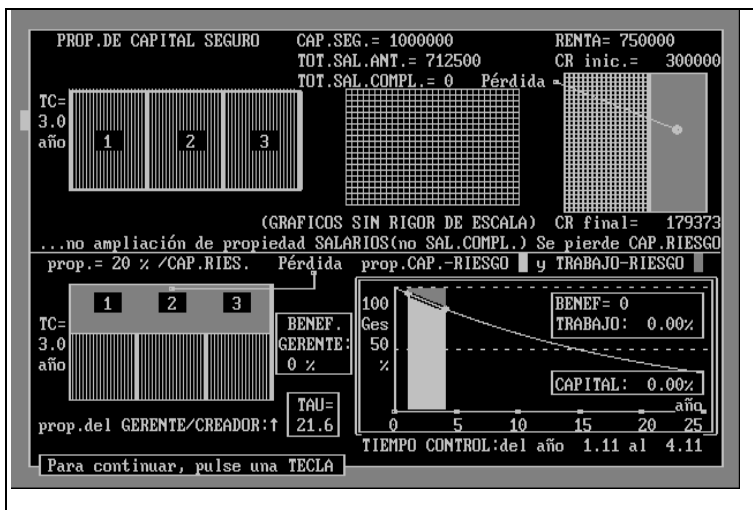 PROP.DE CAPITAL SEGURO CAP.SEG.= 1000000 RENTA= 750000
TOT.SAL.ANT.= 712500 CR inic.= 300000
TOT.SAL.COMPL.= 0 Pérdida
TC=
3.0
año
1 2 3
(GRAFICOS SIN RIGOR DE ESCALA) CR final= 179373
...no ampliación de propiedad SALARIOS(no SAL.COMPL.) Se pierde CAP.RIESGO
prop.= 20 % /CAP.RIES. Pérdida prop.CAP.-RIESGO y TRABAJO-RIESGO
1 2 3
TC=
3.0
año
BENEF.
GERENTE:
0 %
100
Ges
50
%
BENEF= 0
TRABAJO: 0.00%
CAPITAL: 0.00%
año
0 5 10 15 20 25
prop.del GERENTE/CREADOR:↑
TAU=
21.6
TIEMPO CONTROL:del año 1.11 al 4.11
Para continuar, pulse una TECLA